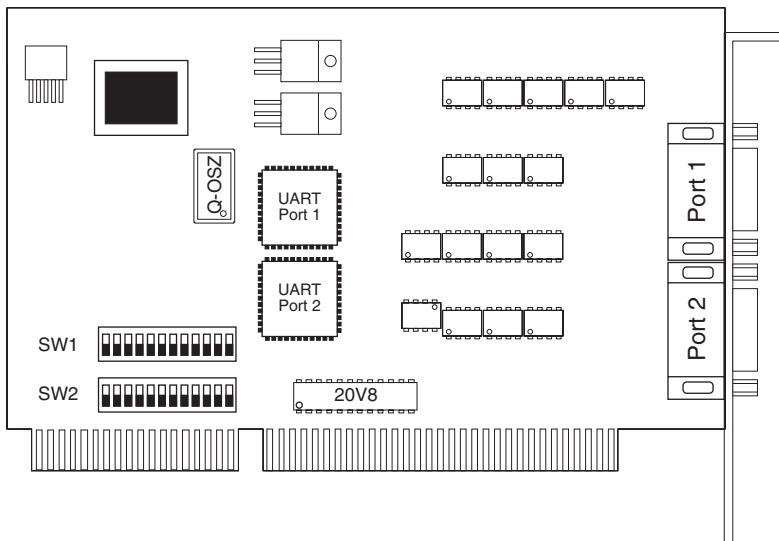 Q-OSZ
UART
Port 1
UART
Port 2
Port 1
Port 2
SW1
SW2
20V8